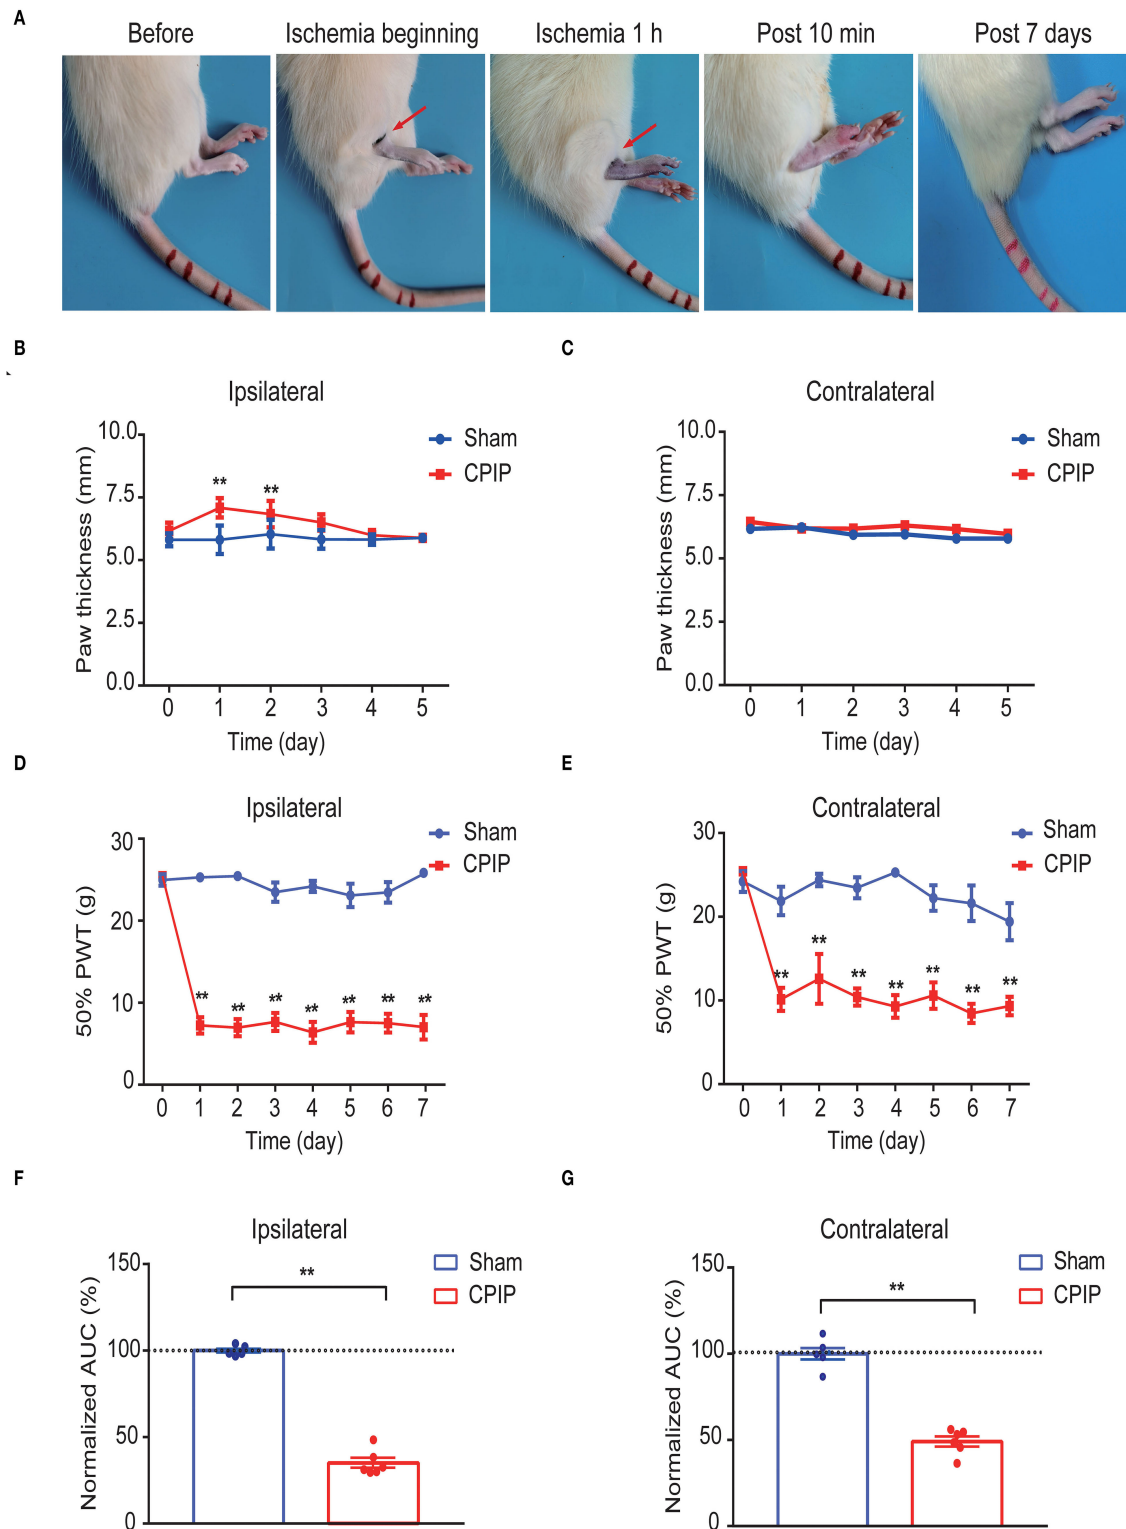 A
Before
Ischemia beginning
Ischemia 1 h
Post 10 min
Post 7 days
B
Ipsilateral
Paw thickness (mm)
10.0
7.5
5.0
2.5
0.0
** **
Sham
CPIP
0 1 2 3 4 5
Time (day)
C
Contralateral
Paw thickness (mm)
10.0
7.5
5.0
2.5
0.0
Sham
CPIP
0 1 2 3 4 5
Time (day)
D
Ipsilateral
50% PWT (g)
30
20
10
0
Sham
CPIP
** ** ** ** ** ** **
0 1 2 3 4 5 6 7
Time (day)
E
Contralateral
50% PWT (g)
30
20
10
0
Sham
CPIP
** ** ** ** ** ** **
0 1 2 3 4 5 6 7
Time (day)
F
Ipsilateral
Normalized AUC (%)
150
100
50
0
**
Sham
CPIP
G
Contralateral
Normalized AUC (%)
150
100
50
0
**
Sham
CPIP